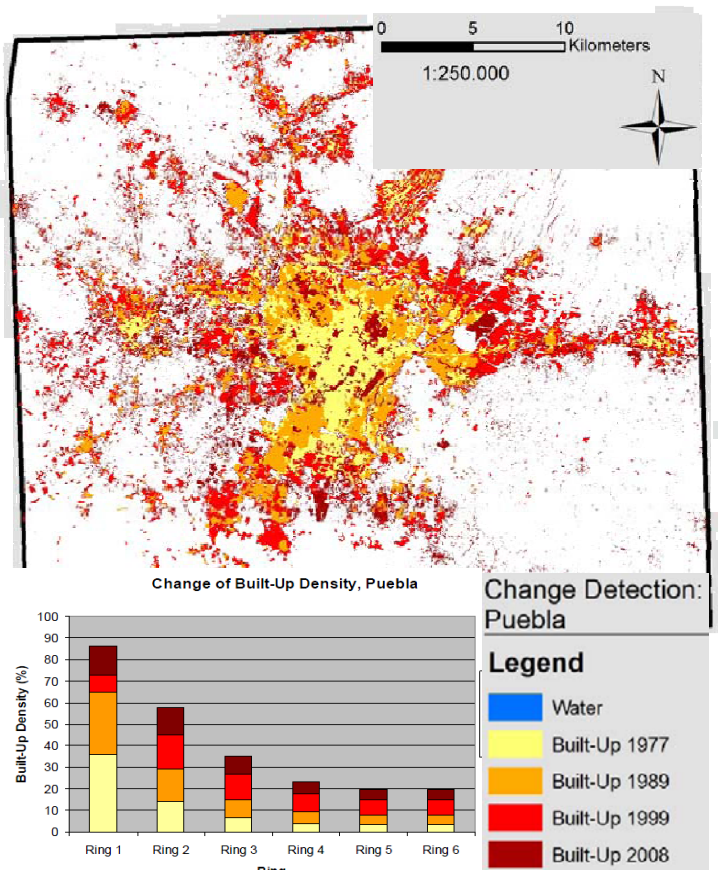 0 5 10
Kilometers
1:250.000
N
Change of Built-Up Density, Puebla
Built-Up Density (%)
100
90
80
70
60
50
40
30
20
10
0
Ring 1 Ring 2 Ring 3 Ring 4 Ring 5 Ring 6
Ring
Change Detection:
Puebla
Legend
Water
Built-Up 1977
Built-Up 1989
Built-Up 1999
Built-Up 2008